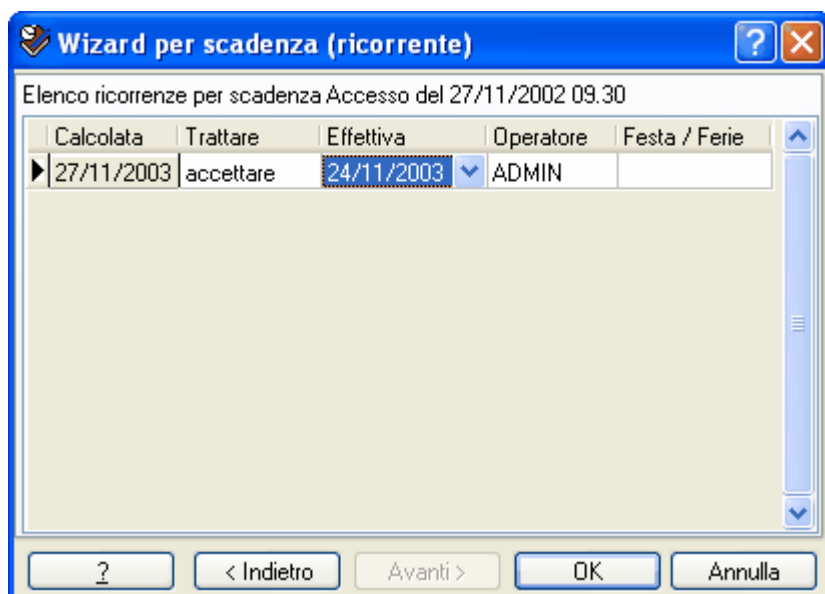 Wizard per scadenza (ricorrente)
Elenco ricorrenze per scadenza Accesso del 27/11/2002 09.30
Calcolata Trattare Effettiva Operatore Festa / Ferie
27/11/2003 accettare 24/11/2003 ADMIN
? < Indietro Avanti > OK Annulla